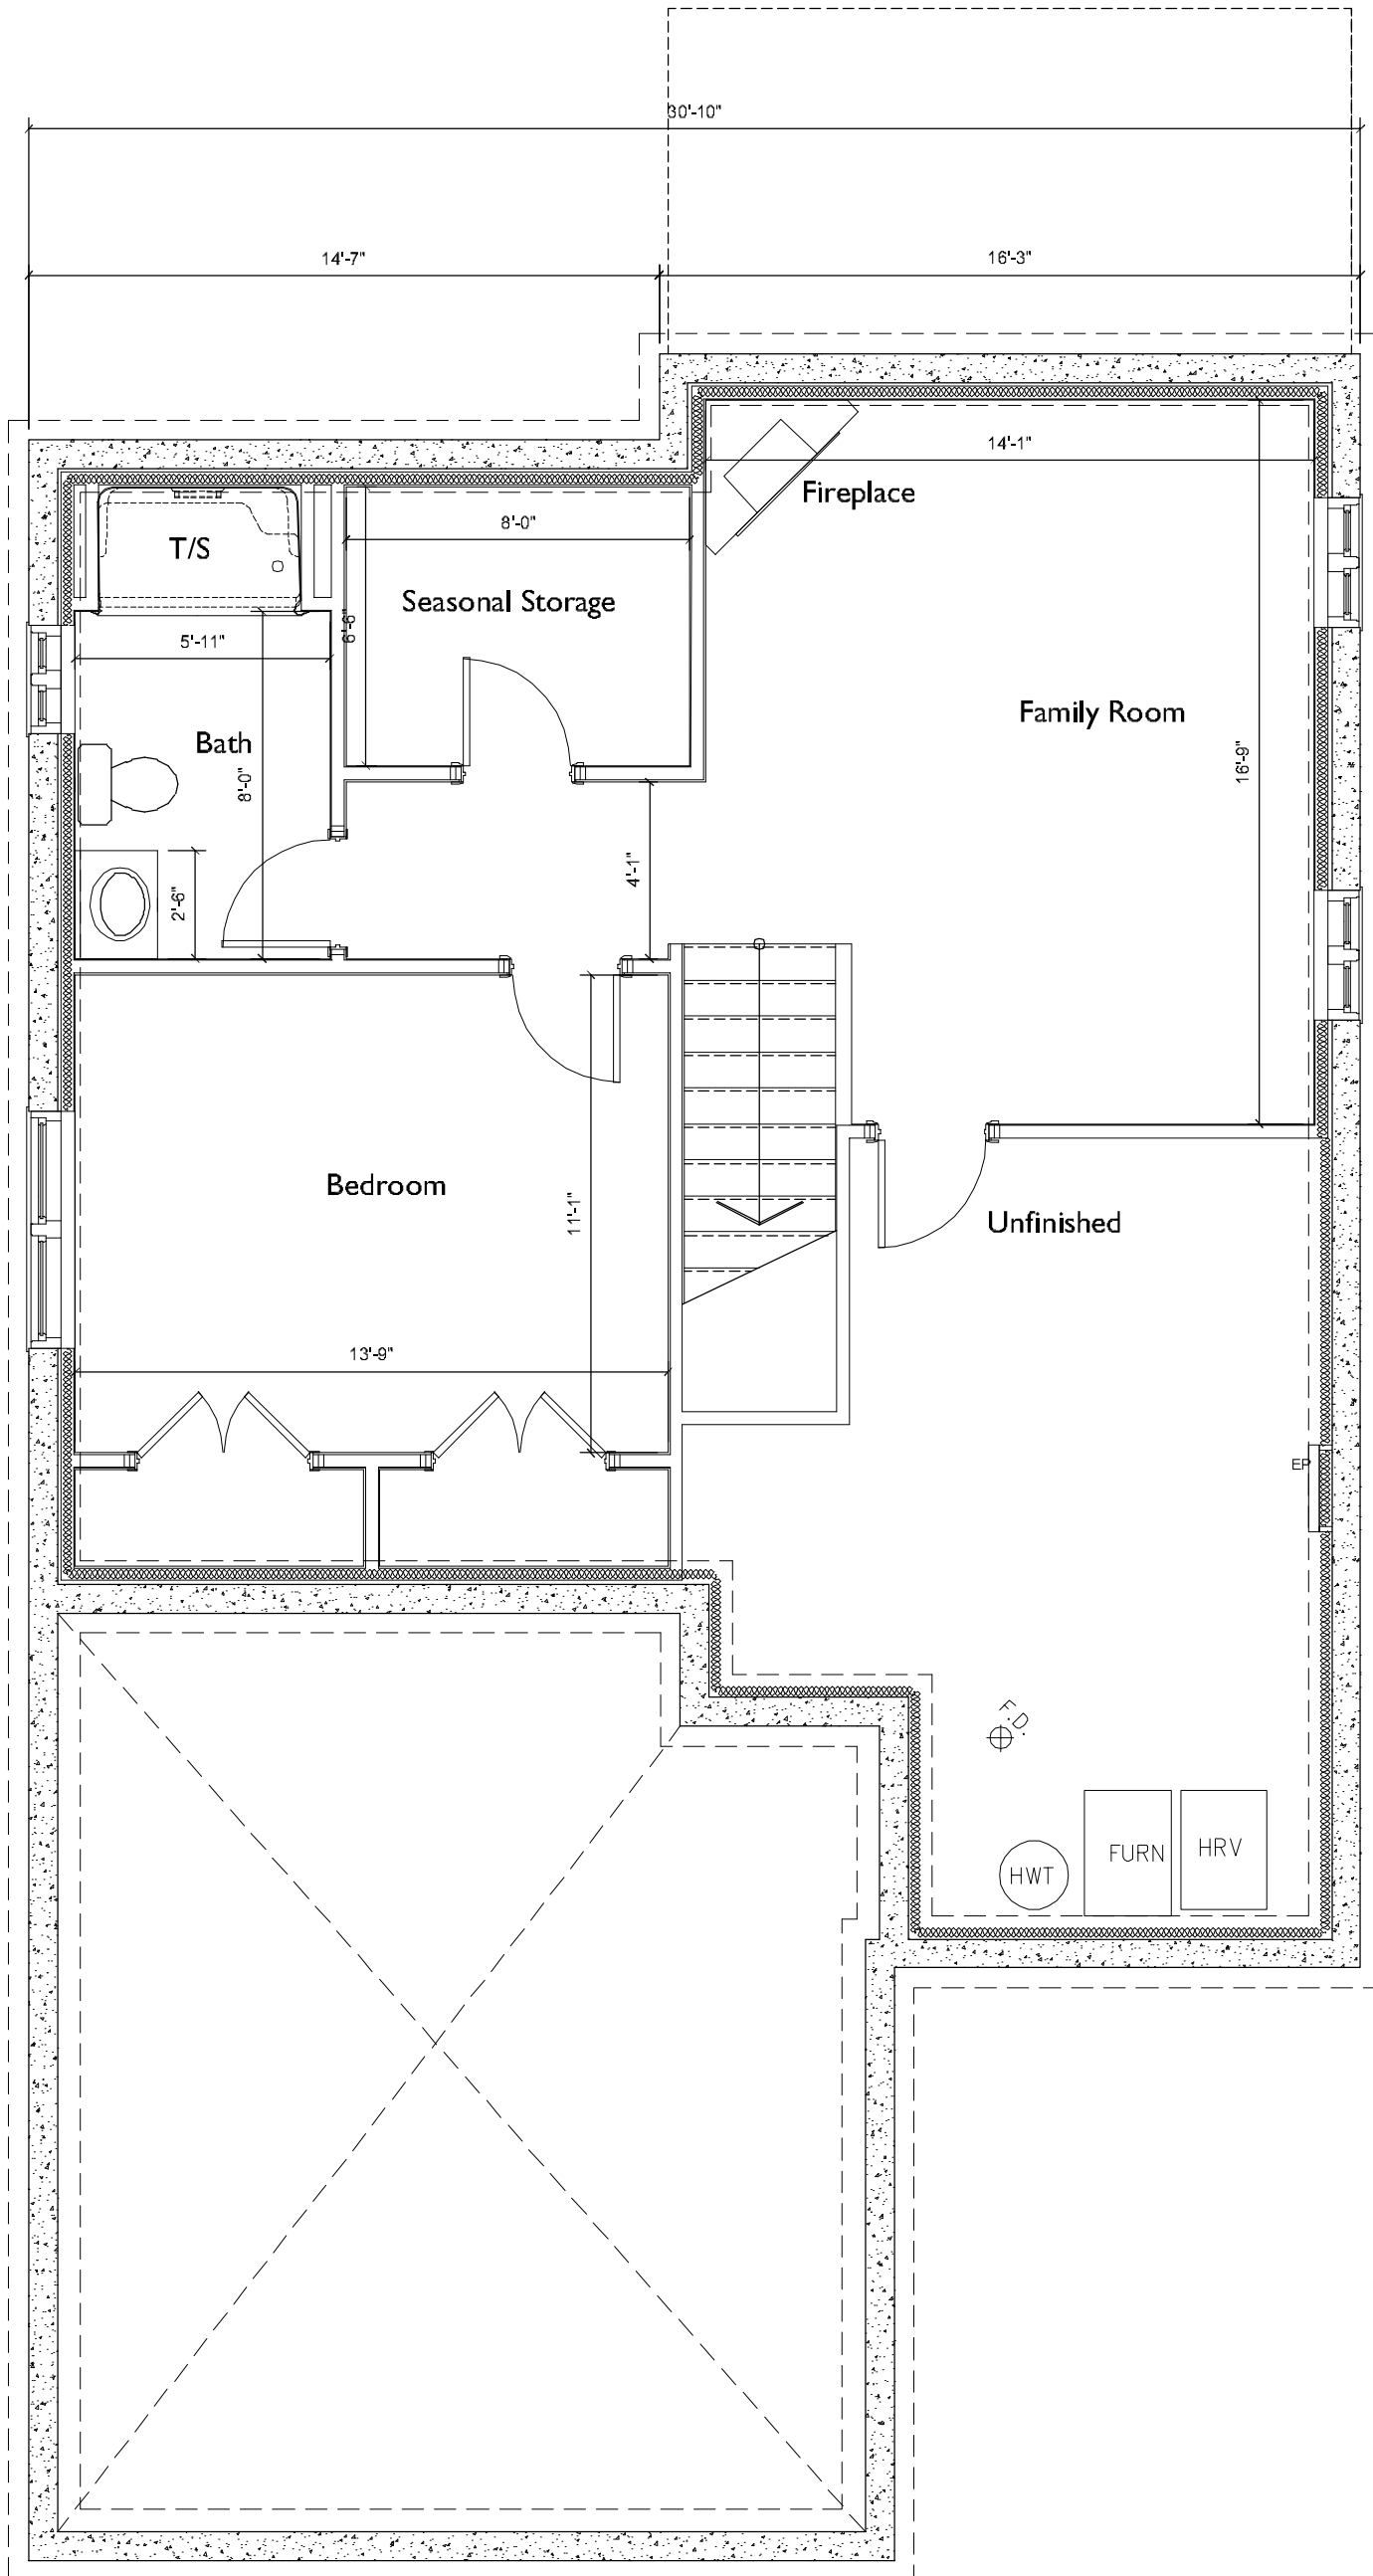 30'-10"
14'-7"
16'-3"
14'-1"
Fireplace
8'-0"
T/S
Seasonal Storage
6'-6"
5'-11"
Family Room
Bath
16'-9"
8'-0"
4'-1"
2'-6"
Bedroom
11'-1"
Unfinished
13'-9"
EP
F.D.
FURN
HRV
HWT